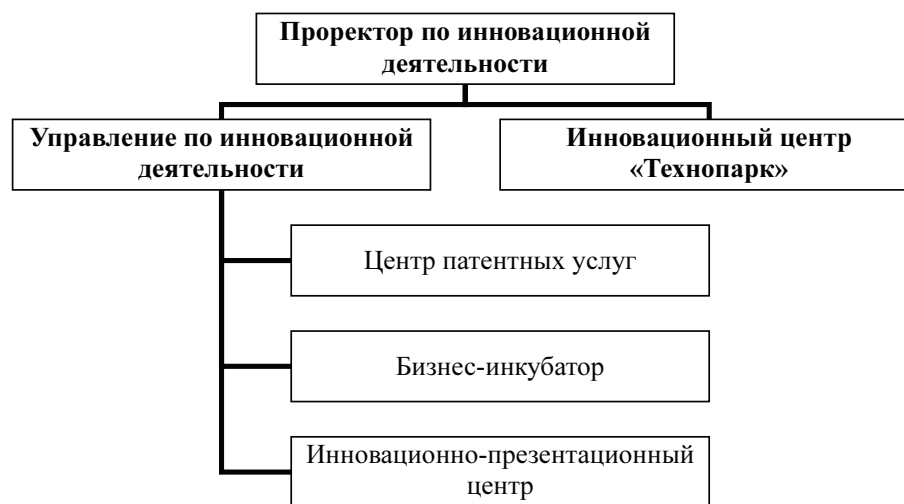 Проректор по инновационной
деятельности
Управление по инновационной
деятельности
Инновационный центр
«Технопарк»
Центр патентных услуг
Бизнес-инкубатор
Инновационно-презентационный
центр